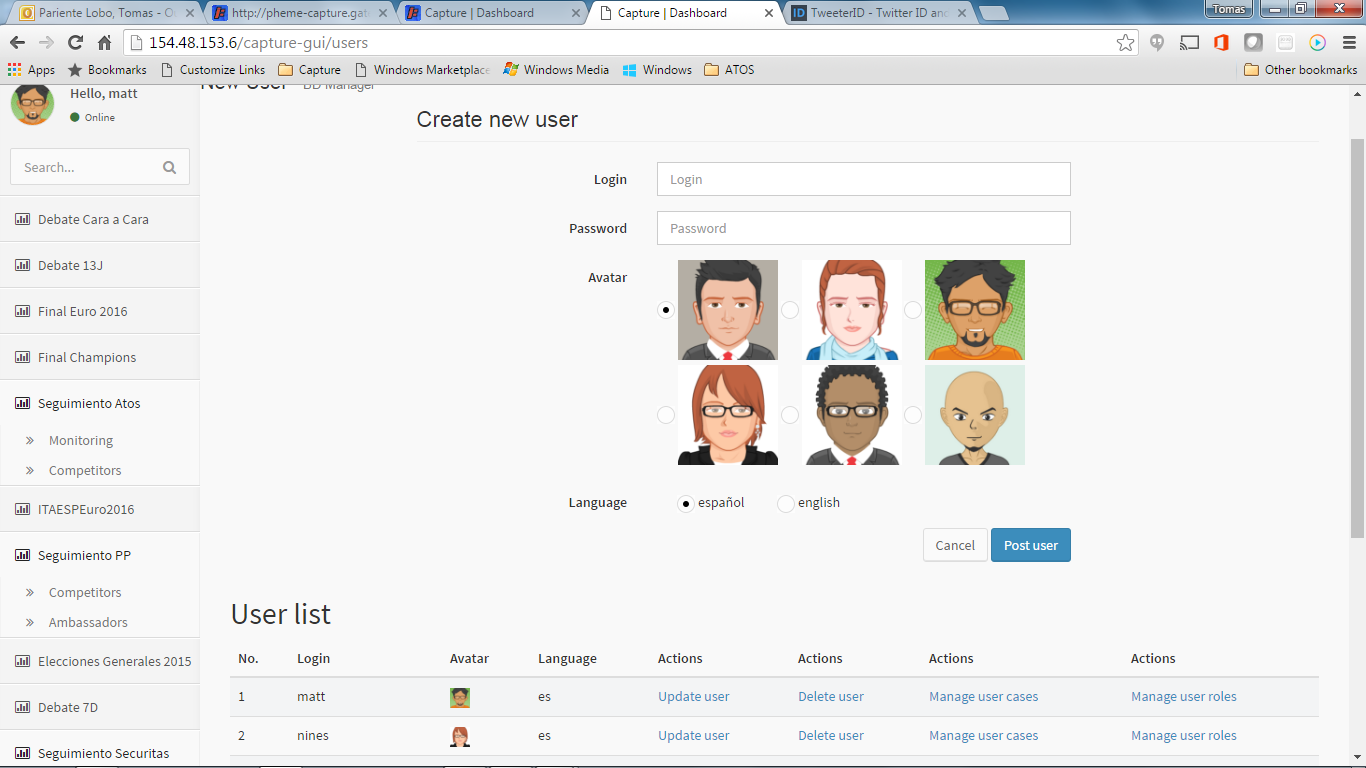 Pariente Lobo, Tomas - O
http://pheme-capture.gat
Capture | Dashboard
Capture | Dashboard
TweeterID - Twitter ID an
Tomas
154.48.153.6/capture-gui/users
Apps
Bookmarks
Customize Links
Capture
Windows Marketplace
Windows Media
Windows
ATOS
Other bookmarks
Hello, matt
Online
Search...
Debate Cara a Cara
Debate 13J
Final Euro 2016
Final Champions
Seguimiento Atos
Monitoring
Competitors
ITAESPEuro2016
Seguimiento PP
Competitors
Ambassadors
Elecciones Generales 2015
Debate 7D
Seguimiento Securitas
New User BD Manager
Create new user
Login
Login
Password
Password
Avatar
Language
español
english
Cancel
Post user
User list
No. Login Avatar Language Actions Actions Actions Actions
1 matt es Update user Delete user Manage user cases Manage user roles
2 nines es Update user Delete user Manage user cases Manage user roles